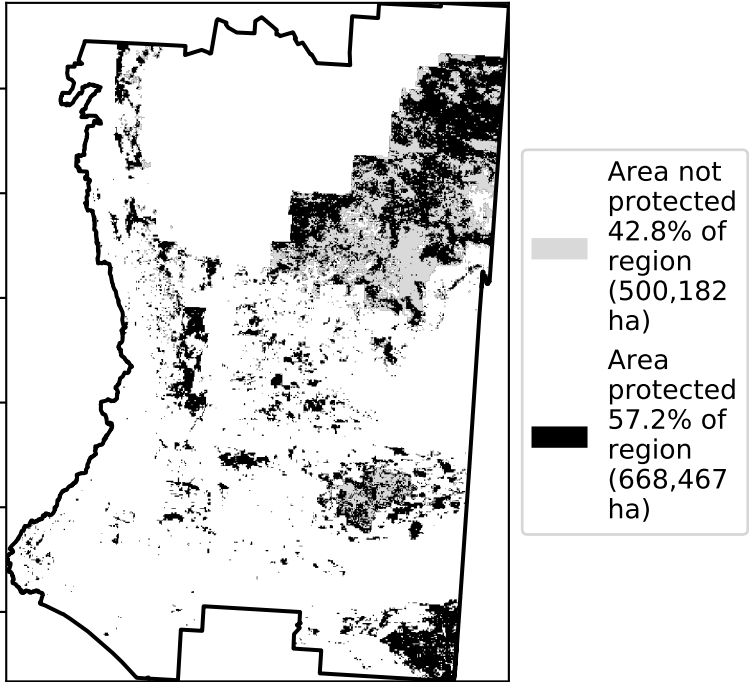 Area not
protected
42.8% of
region
(500,182
ha)
Area
protected
57.2% of
region
(668,467
ha)